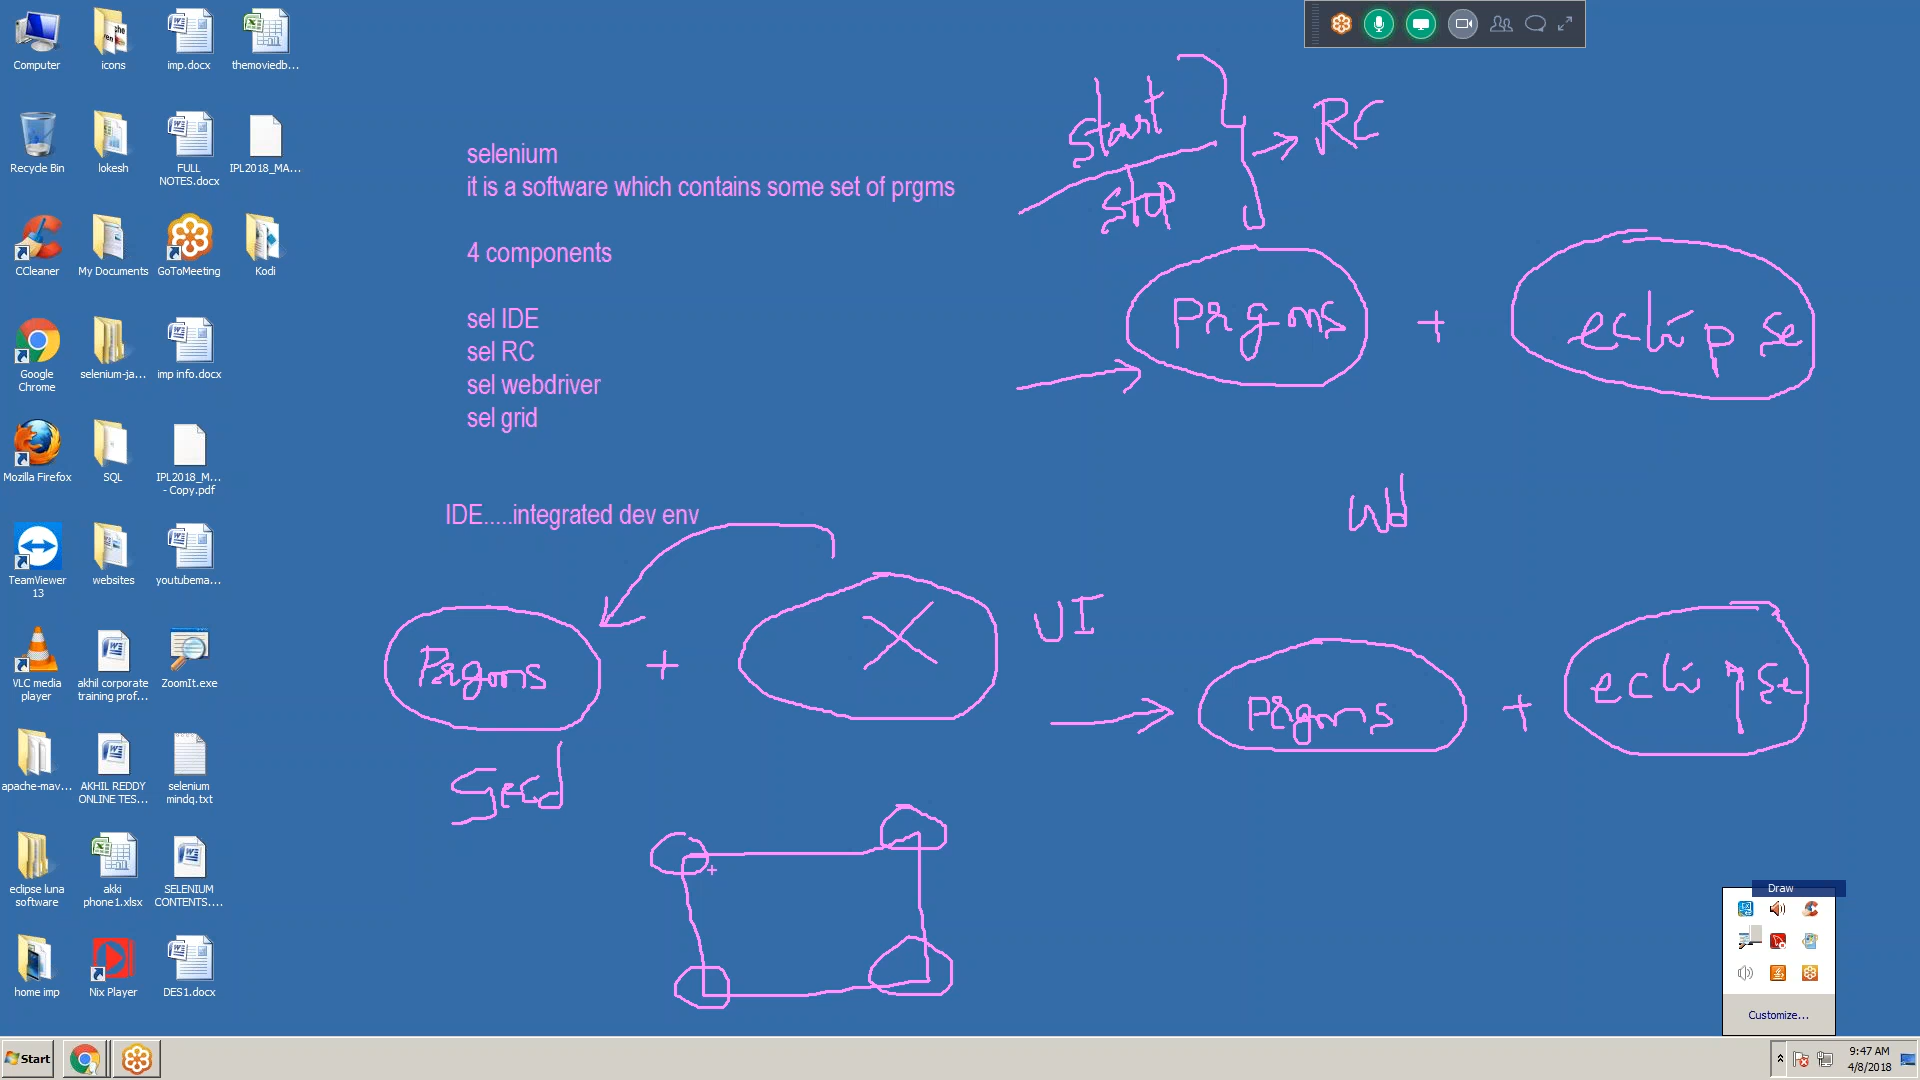 Computer
icons
imp.docx
themoviedb...
Recycle Bin
lokesh
FULL NOTES.docx
IPL2018_MA...
CCleaner
My Documents
GoToMeeting
Kodi
Google Chrome
selenium-ja...
imp info.docx
Mozilla Firefox
SQL
IPL2018_M... - Copy.pdf
TeamViewer 13
websites
youtubema...
VLC media player
akhil corporate training prof...
ZoomIt.exe
apache-mav...
AKHIL REDDY ONLINE TES...
selenium mindq.txt
eclipse luna software
akki phone1.xlsx
SELENIUM CONTENTS....
home imp
Nix Player
DES1.docx
selenium
it is a software which contains some set of prgms
4 components
sel IDE
sel RC
sel webdriver
sel grid
IDE.....integrated dev env
Start
Stop
RC
Prgms + eclipse
Wd
Prgms + X UI
Prgms + eclipse
Draw
Customize...
Start
9:47 AM
4/8/2018